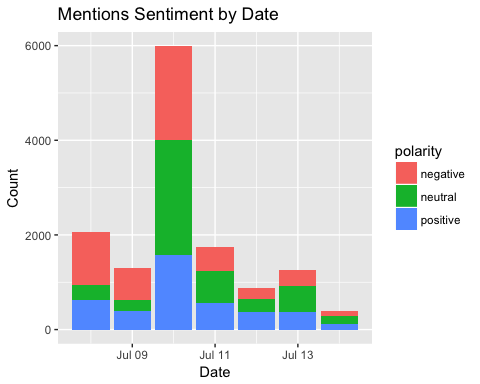 Mentions Sentiment by Date
6000
4000
2000
0
Count
Jul 09 Jul 11 Jul 13
Date
polarity
negative
neutral
positive